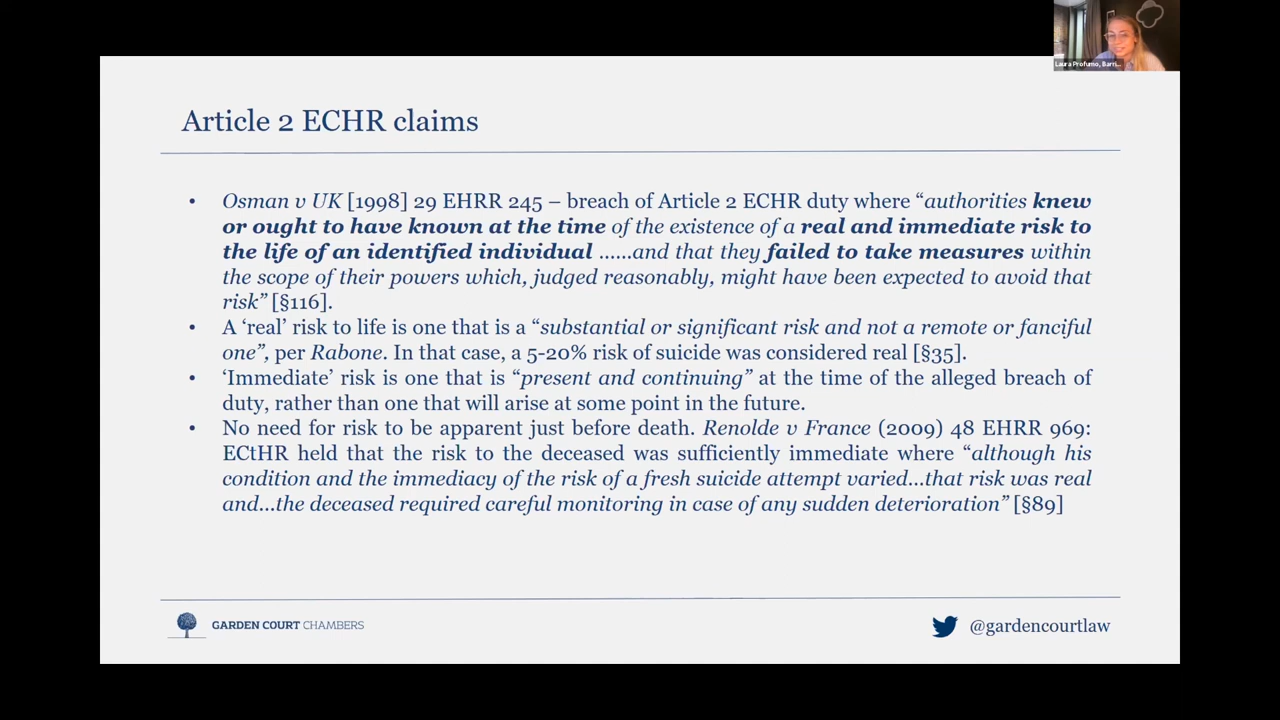 Laura Profumo, Barri...
Article 2 ECHR claims
• Osman v UK [1998] 29 EHRR 245 – breach of Article 2 ECHR duty where “authorities knew
or ought to have known at the time of the existence of a real and immediate risk to
the life of an identified individual ......and that they failed to take measures within
the scope of their powers which, judged reasonably, might have been expected to avoid that
risk” [§116].
• A ‘real’ risk to life is one that is a “substantial or significant risk and not a remote or fanciful
one”, per Rabone. In that case, a 5-20% risk of suicide was considered real [§35].
• ‘Immediate’ risk is one that is “present and continuing” at the time of the alleged breach of
duty, rather than one that will arise at some point in the future.
• No need for risk to be apparent just before death. Renolde v France (2009) 48 EHRR 969:
ECtHR held that the risk to the deceased was sufficiently immediate where “although his
condition and the immediacy of the risk of a fresh suicide attempt varied...that risk was real
and...the deceased required careful monitoring in case of any sudden deterioration” [§89]
GARDEN COURT CHAMBERS
@gardencourtlaw